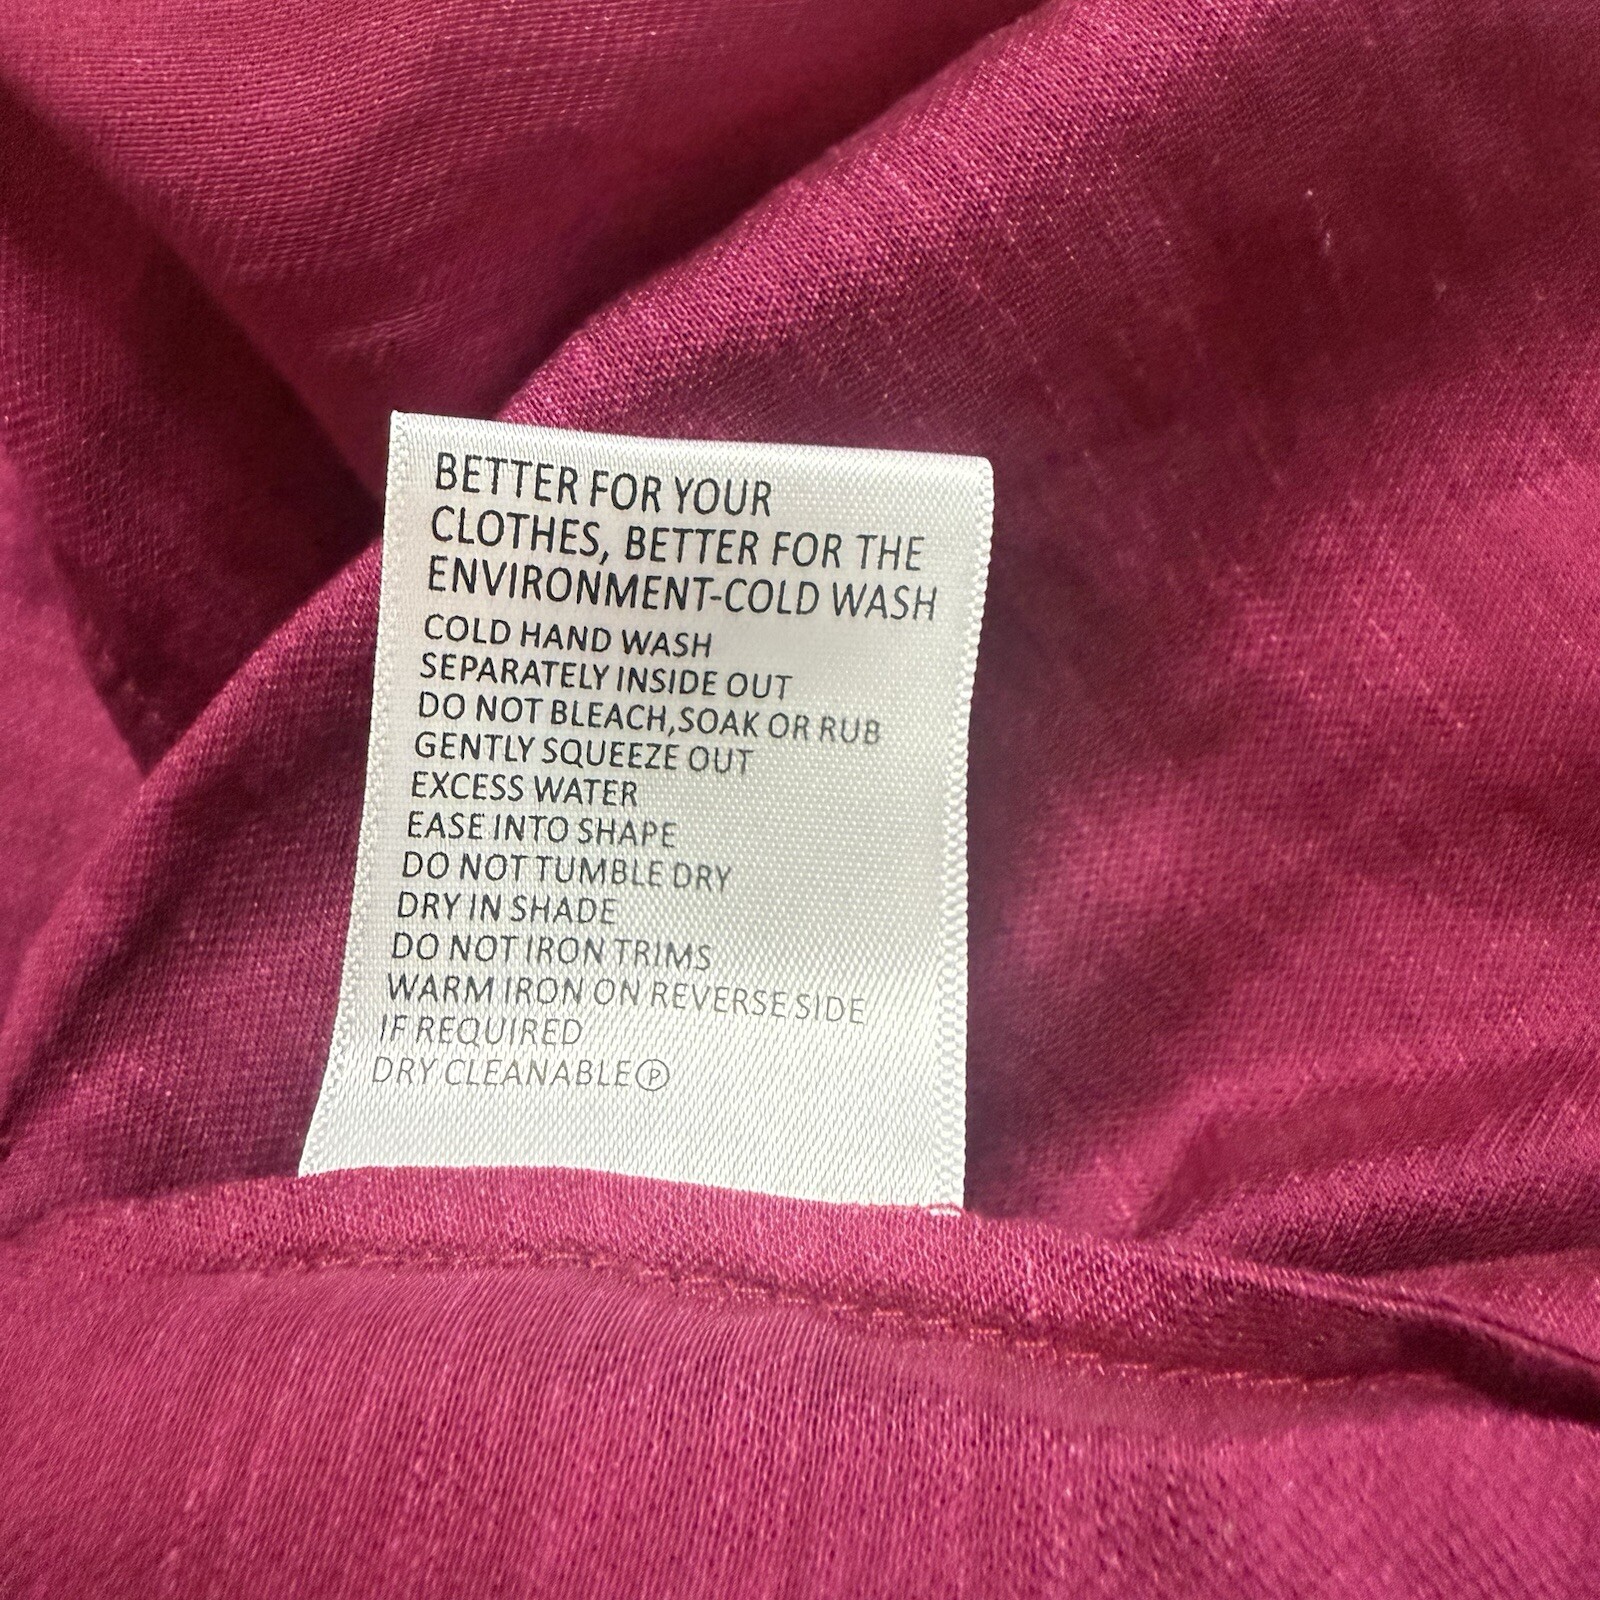 BETTER FOR YOUR
CLOTHES, BETTER FOR THE
ENVIRONMENT-COLD WASH
COLD HAND WASH
SEPARATELY INSIDE OUT
DO NOT BLEACH,SOAK OR RUB
GENTLY SQUEEZE OUT
EXCESS WATER
EASE INTO SHAPE
DO NOT TUMBLE DRY
DRY IN SHADE
DO NOT IRON TRIMS
WARM IRON ON REVERSE SIDE
IF REQUIRED
DRY CLEANABLEⓅ